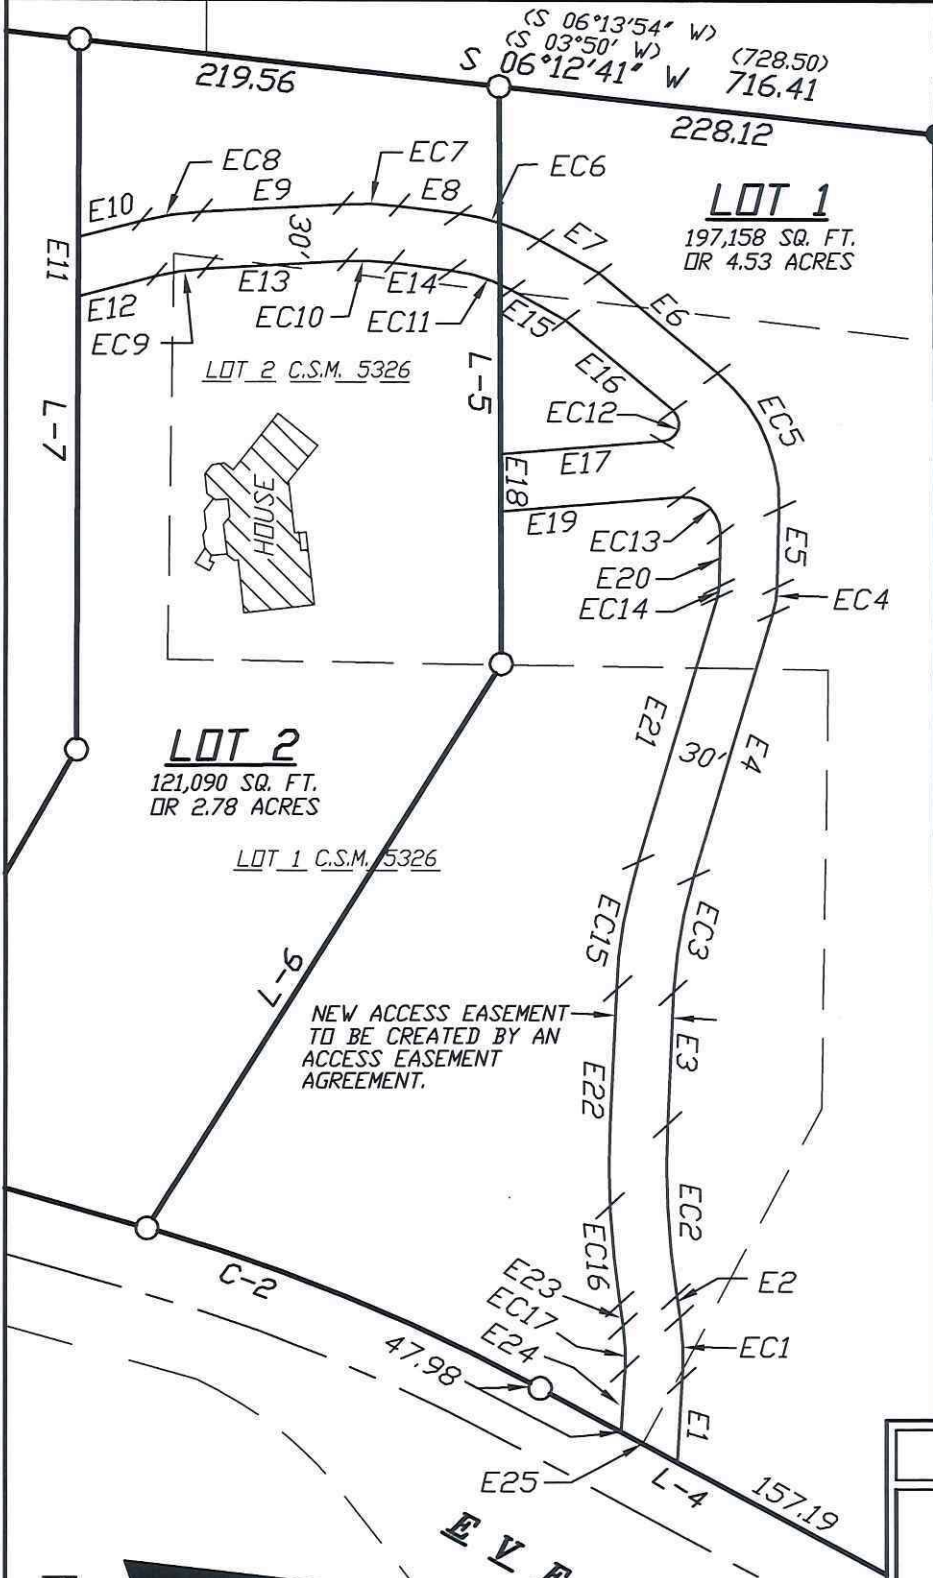 (S 06°13'54" W)
(S 03°50' W)
S 06°12'41" W
(728.50)
716.41
219.56
228.12
LOT 1
197,158 SQ. FT.
OR 4.53 ACRES
EC8
EC7
EC6
E10
E9
E8
E7
E11
30'
E12
E13
E14
E15
E6
EC9
EC10
EC11
E16
LOT 2 C.S.M. 5326
L-7
L-5
EC12
EC5
E17
E18
HOUSE
E19
EC13
E5
E20
EC14
EC4
E21
30'
E4
LOT 2
121,090 SQ. FT.
OR 2.78 ACRES
LOT 1 C.S.M. 5326
EC15
EC3
L-6
NEW ACCESS EASEMENT
TO BE CREATED BY AN
ACCESS EASEMENT
AGREEMENT.
E3
E22
EC2
EC16
C-2
E23
E2
EC17
E24
EC1
47.98
E1
E25
L-4
157.19
E V